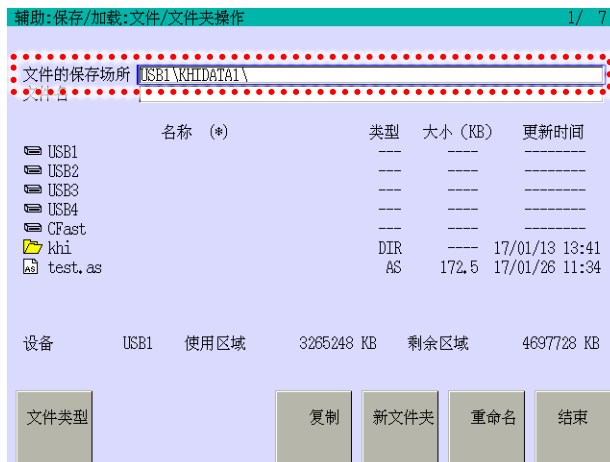 辅助:保存/加载:文件/文件夹操作 1/ 7
文件的保存场所 USB1\KHIDATA1\
文件名
名称 (*) 类型 大小 (KB) 更新时间
USB1 --- ---- --------
USB2 --- ---- --------
USB3 --- ---- --------
USB4 --- ---- --------
CFast --- ---- --------
khi DIR ---- 17/01/13 13:41
AS test.as AS 172.5 17/01/26 11:34
设备 USB1 使用区域 3265248 KB 剩余区域 4697728 KB
文件类型 复制 新文件夹 重命名 结束